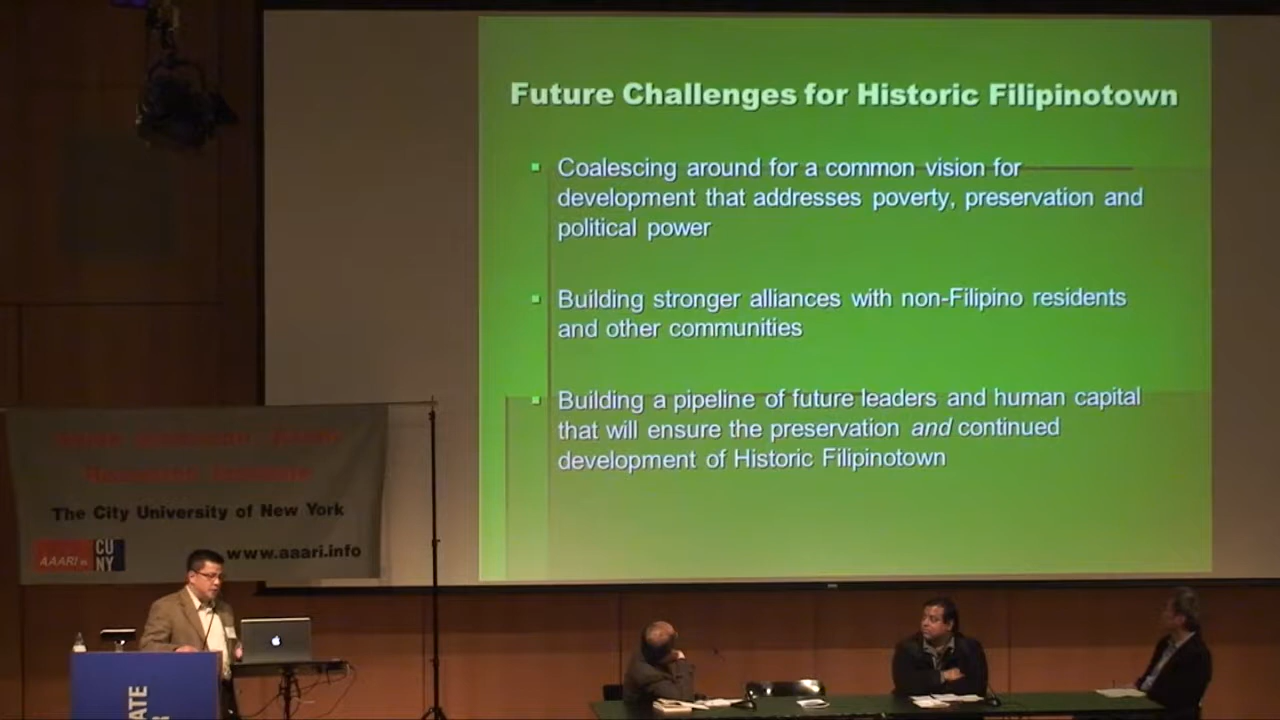 Future Challenges for Historic Filipinotown
Coalescing around for a common vision for
development that addresses poverty, preservation and
political power
Building stronger alliances with non-Filipino residents
and other communities
Building a pipeline of future leaders and human capital
that will ensure the preservation and continued
development of Historic Filipinotown
Research Institute
The City University of New York
AAARI
CU
NY
www.aaari.info
ATE